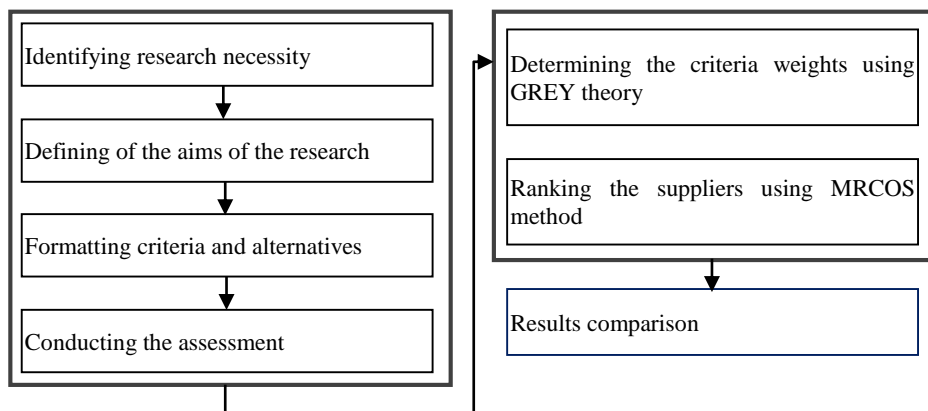 Identifying research necessity
Defining of the aims of the research
Formatting criteria and alternatives
Conducting the assessment
Determining the criteria weights using
GREY theory
Ranking the suppliers using MRCOS
method
Results comparison